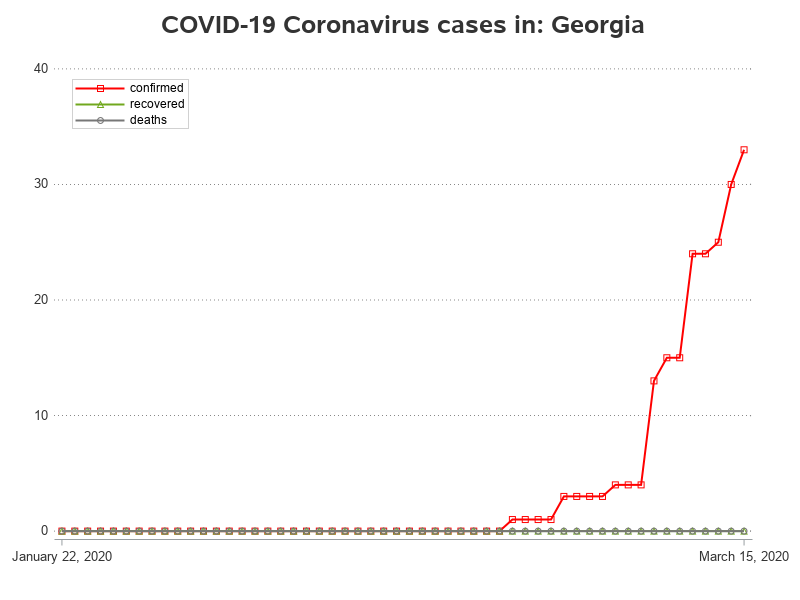 COVID-19 Coronavirus cases in: Georgia
40
confirmed
recovered
deaths
30
20
10
0
January 22, 2020
March 15, 2020